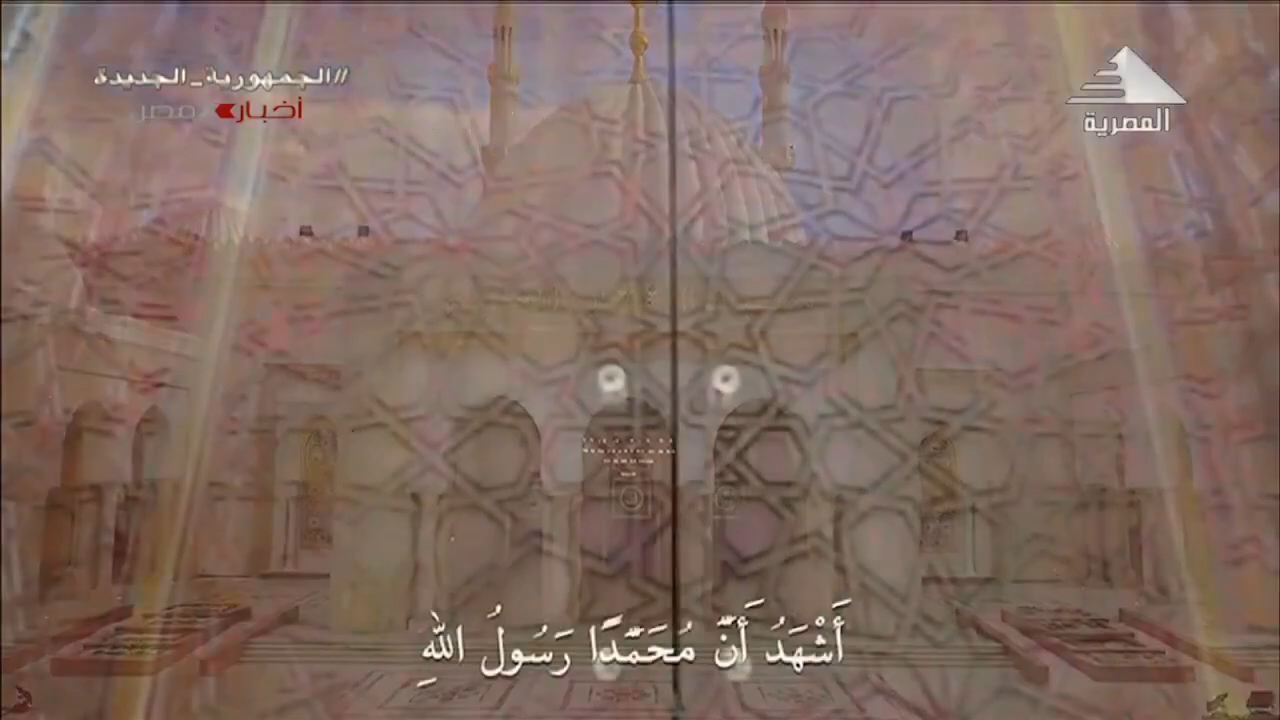 #الجمهورية_الجديدة
أخبار مصر
المصرية
أَشْهَدُ أَنَّ مُحَمَّدًا رَسُولُ اللهِ